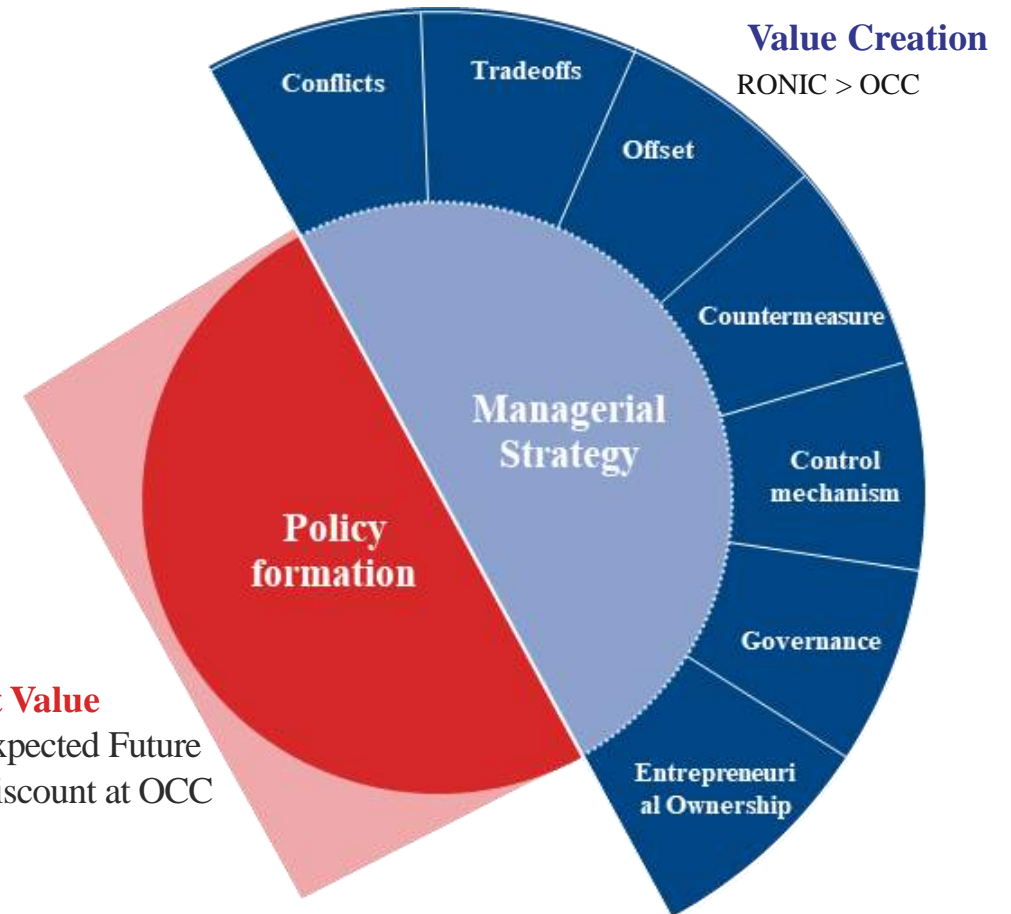 Value Creation
RONIC > OCC
Conflicts
Tradeoffs
Offset
Countermeasure
Control
mechanism
Governance
Entrepreneuri
al Ownership
Managerial
Strategy
Policy
formation
Value
Future
at OCC